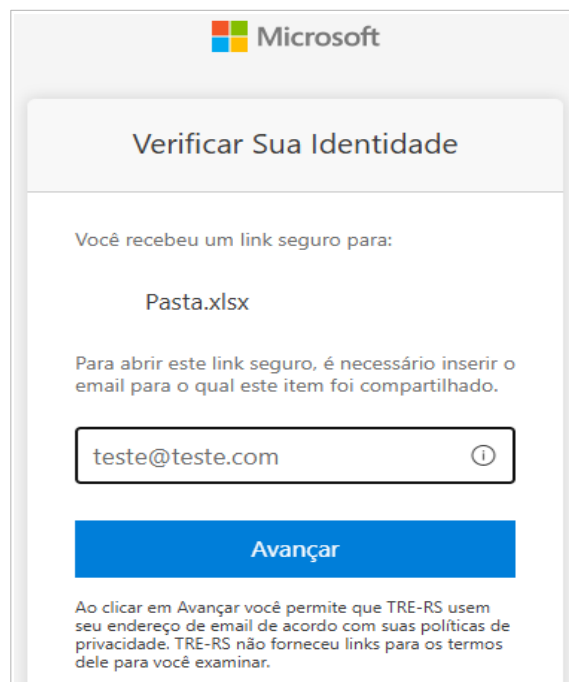 Microsoft
Verificar Sua Identidade
Você recebeu um link seguro para:
Pasta.xlsx
Para abrir este link seguro, é necessário inserir o
email para o qual este item foi compartilhado.
teste@teste.com
Avançar
Ao clicar em Avançar você permite que TRE-RS usem
seu endereço de email de acordo com suas políticas de
privacidade. TRE-RS não forneceu links para os termos
dele para você examinar.